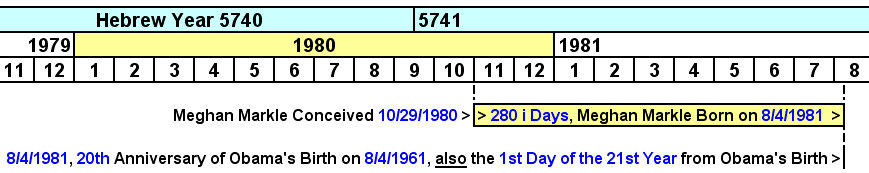 Hebrew Year 5740 5741
1979 1980 1981
11 12 1 2 3 4 5 6 7 8 9 10 11 12 1 2 3 4 5 6 7 8
Meghan Markle Conceived 10/29/1980 > > 280 i Days, Meghan Markle Born on 8/4/1981 >
8/4/1981, 20th Anniversary of Obama's Birth on 8/4/1961, also the 1st Day of the 21st Year from Obama's Birth >